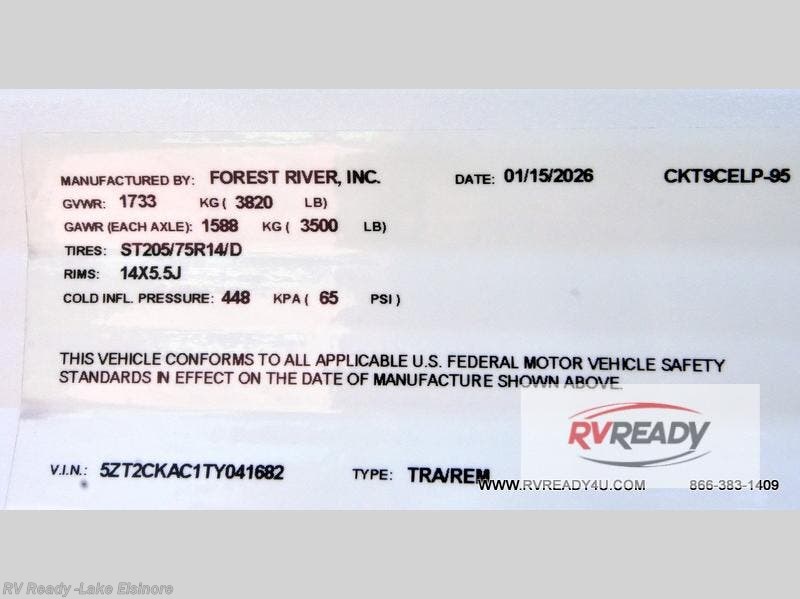 MANUFACTURED BY: FOREST RIVER, INC. DATE: 01/15/2026 CKT9CELP-95
GVWR: 1733 KG ( 3820 LB)
GAWR (EACH AXLE): 1588 KG ( 3500 LB)
TIRES: ST205/75R14/D
RIMS: 14X5.5J
COLD INFL. PRESSURE: 448 KPA ( 65 PSI )
THIS VEHICLE CONFORMS TO ALL APPLICABLE U.S. FEDERAL MOTOR VEHICLE SAFETY
STANDARDS IN EFFECT ON THE DATE OF MANUFACTURE SHOWN ABOVE.
RVREADY
V.I.N.: 5ZT2CKAC1TY041682 TYPE: TRA/REM
WWW.RVREADY4U.COM 866-383-1409
RV Ready -Lake Elsinore